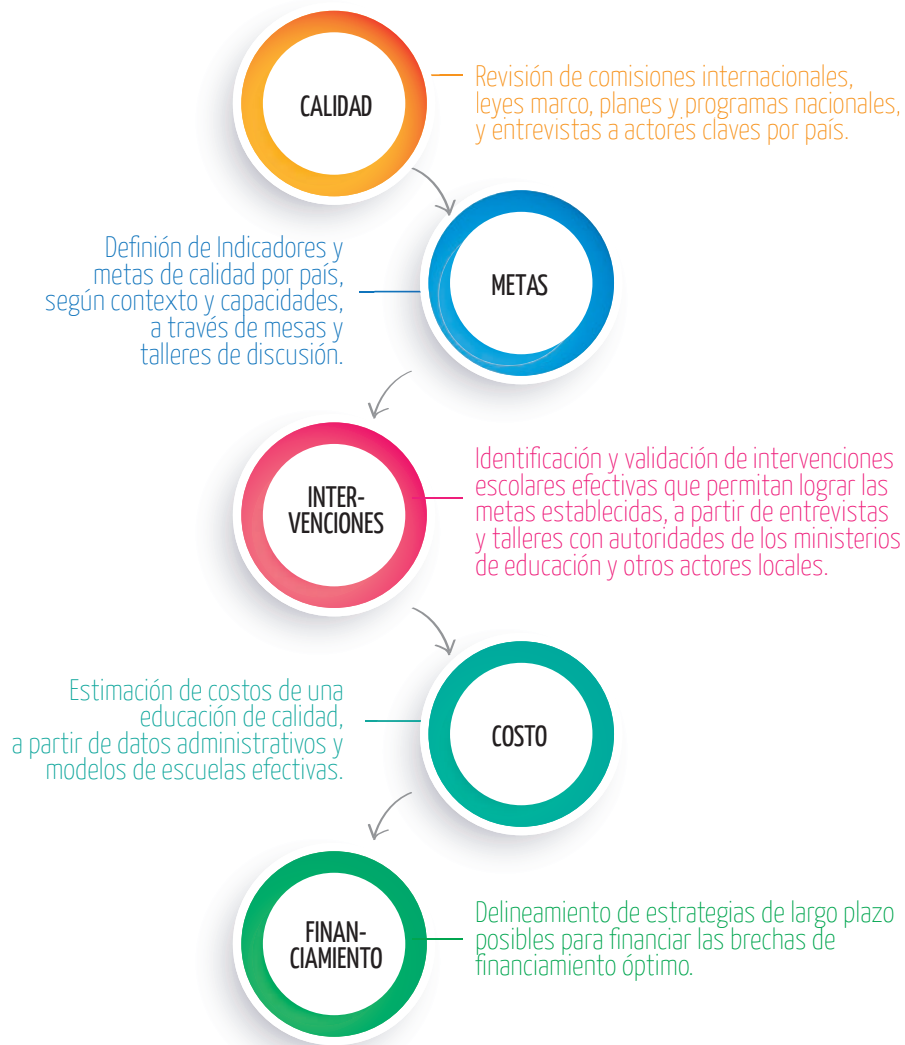 CALIDAD
Revisión de comisiones internacionales,
leyes marco, planes y programas nacionales,
y entrevistas a actores claves por país.
Definión de Indicadores y
metas de calidad por país,
según contexto y capacidades,
a través de mesas y
talleres de discusión.
METAS
INTER-
VENCIONES
Identificación y validación de intervenciones
escolares efectivas que permitan lograr las
metas establecidas, a partir de entrevistas
y talleres con autoridades de los ministerios
de educación y otros actores locales.
Estimación de costos de una
educación de calidad,
a partir de datos administrativos y
modelos de escuelas efectivas.
COSTO
FINAN-
CIAMIENTO
Delineamiento de estrategias de largo plazo
posibles para financiar las brechas de
financiamiento óptimo.